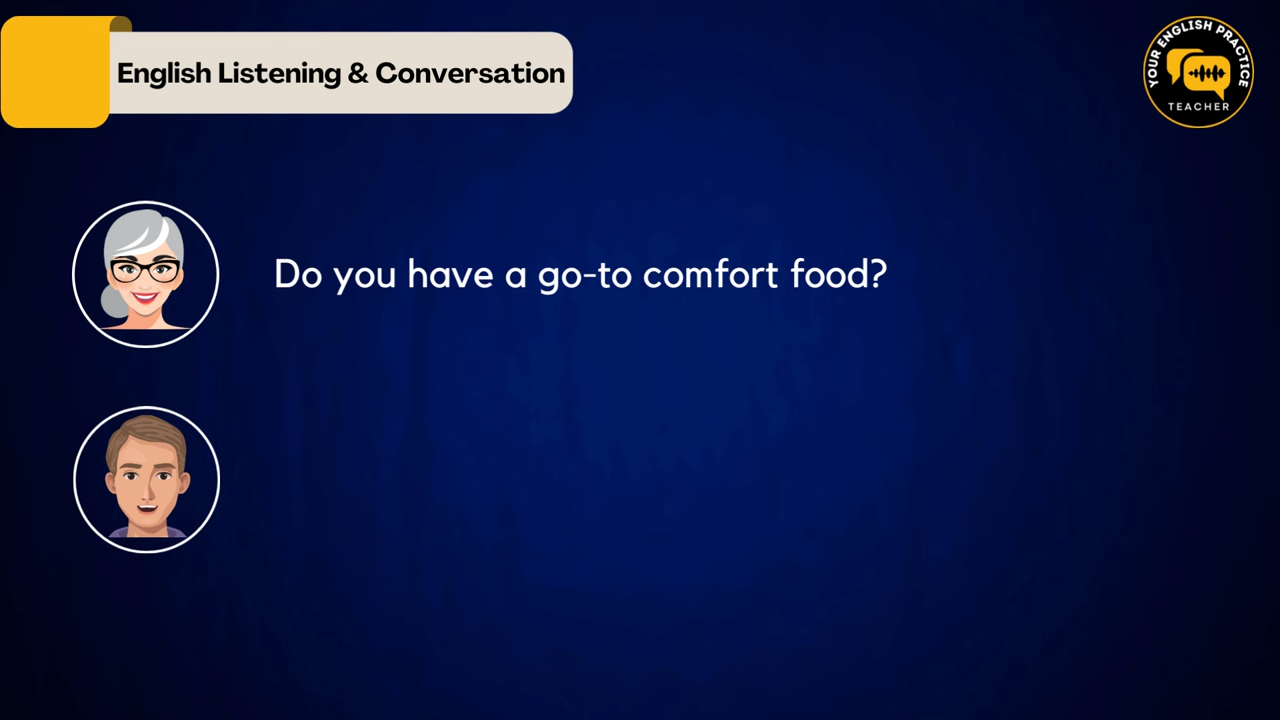 English Listening & Conversation
YOUR ENGLISH PRACTICE
TEACHER
Do you have a go-to comfort food?